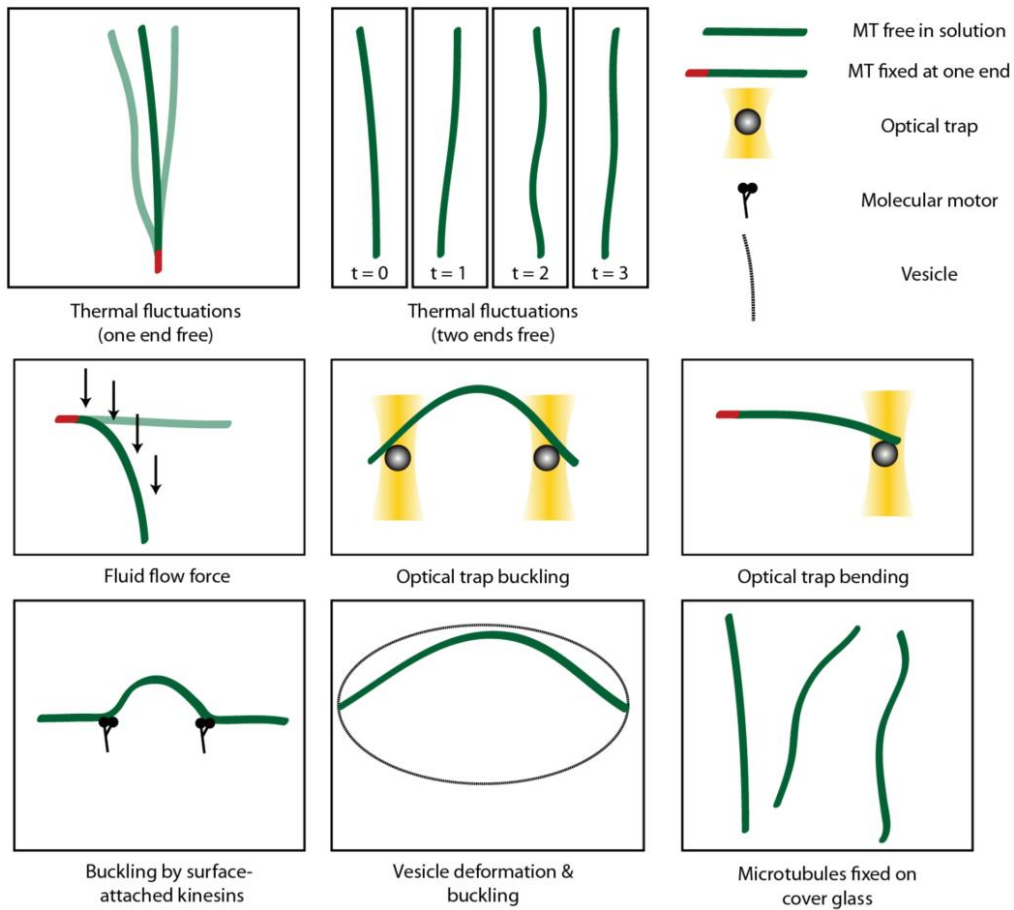 MT free in solution
MT fixed at one end
Optical trap
Molecular motor
Vesicle
t = 0
t = 1
t = 2
t = 3
Thermal fluctuations
(one end free)
Thermal fluctuations
(two ends free)
Fluid flow force
Optical trap buckling
Optical trap bending
Buckling by surface-
attached kinesins
Vesicle deformation &
buckling
Microtubules fixed on
cover glass